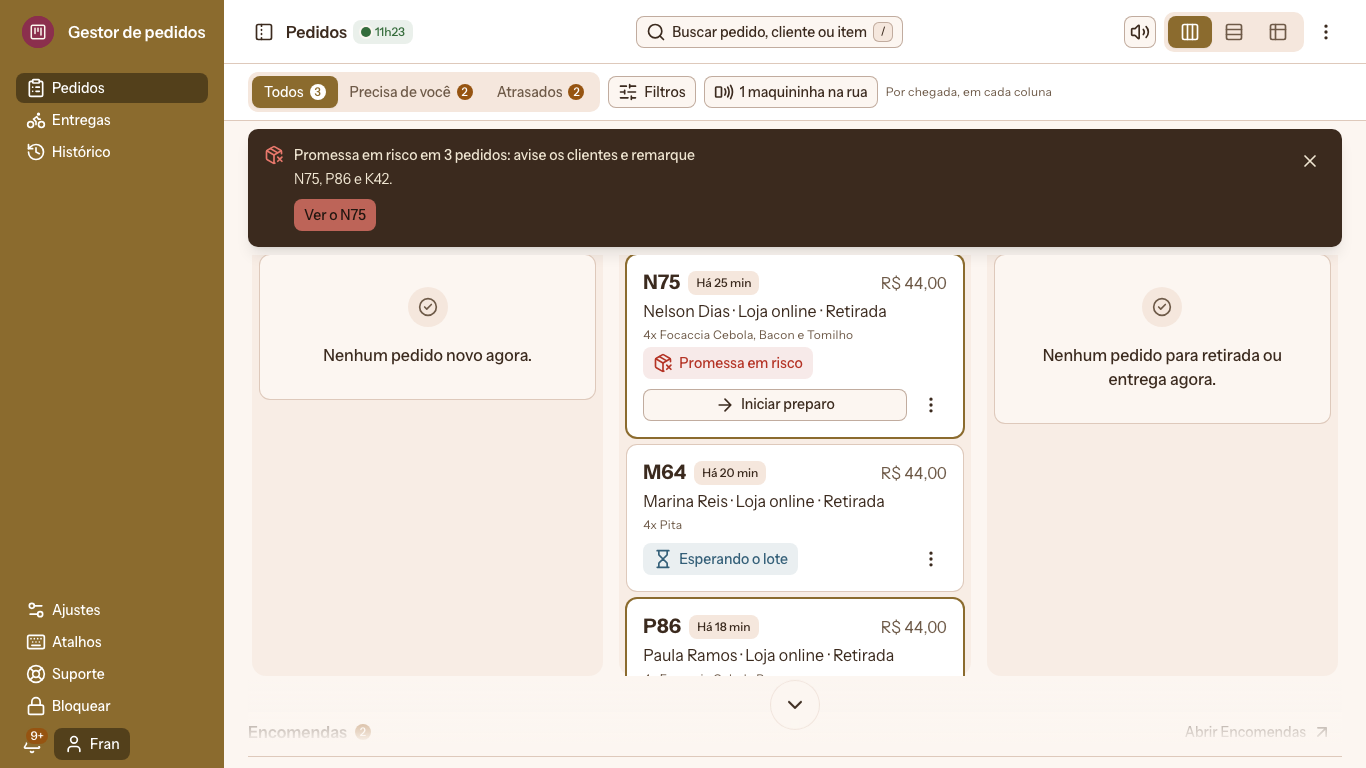 Gestor de pedidos
Pedidos
Entregas
Histórico
Ajustes
Atalhos
Suporte
Bloquear
9+
Fran
Pedidos
11h23
Buscar pedido, cliente ou item
/
Todos 3
Precisa de você 2
Atrasados 2
Filtros
1 maquininha na rua
Por chegada, em cada coluna
Promessa em risco em 3 pedidos: avise os clientes e remarque
N75, P86 e K42.
Ver o N75
Nenhum pedido novo agora.
N75 Há 25 min R$ 44,00
Nelson Dias · Loja online · Retirada
4x Focaccia Cebola, Bacon e Tomilho
Promessa em risco
Iniciar preparo
M64 Há 20 min R$ 44,00
Marina Reis · Loja online · Retirada
4x Pita
Esperando o lote
P86 Há 18 min R$ 44,00
Paula Ramos · Loja online · Retirada
Nenhum pedido para retirada ou
entrega agora.
Encomendas 2
Abrir Encomendas